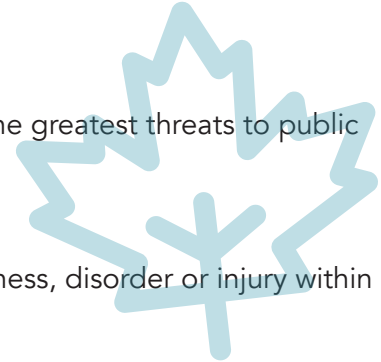 he greatest threats to public
ness, disorder or injury within